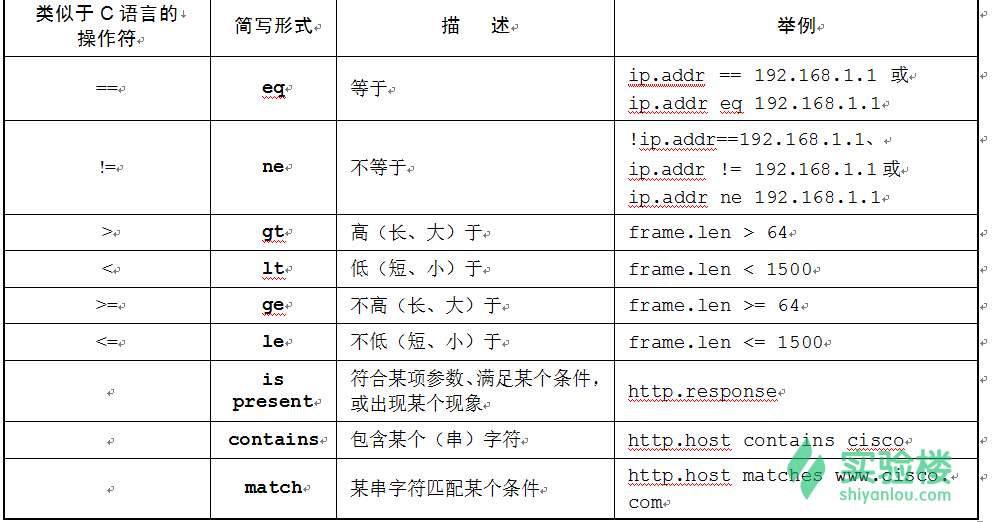 类似于 C 语言的
操作符
简写形式
描 述
举例
==
eq
等于
ip.addr == 192.168.1.1 或
ip.addr eq 192.168.1.1
!=
ne
不等于
!ip.addr==192.168.1.1、
ip.addr != 192.168.1.1或
ip.addr ne 192.168.1.1
>
gt
高（长、大）于
frame.len > 64
<
lt
低（短、小）于
frame.len < 1500
>=
ge
不高（长、大）于
frame.len >= 64
<=
le
不低（短、小）于
frame.len <= 1500
is
present
符合某项参数、满足某个条件，
或出现某个现象
http.response
contains
包含某个（串）字符
http.host contains cisco
match
某串字符匹配某个条件
http.host matches www.cisco.
com
实验楼
shiyanlou.com